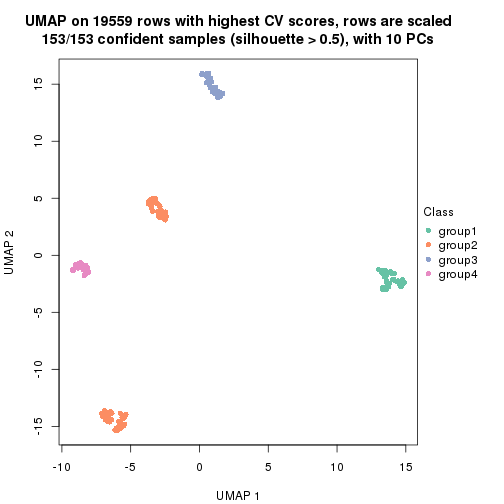 UMAP on 19559 rows with highest CV scores, rows are scaled
153/153 confident samples (silhouette > 0.5), with 10 PCs
15
10
5
0
-5
-10
-15
UMAP 2
-10 -5 0 5 10 15
UMAP 1
Class
group1
group2
group3
group4